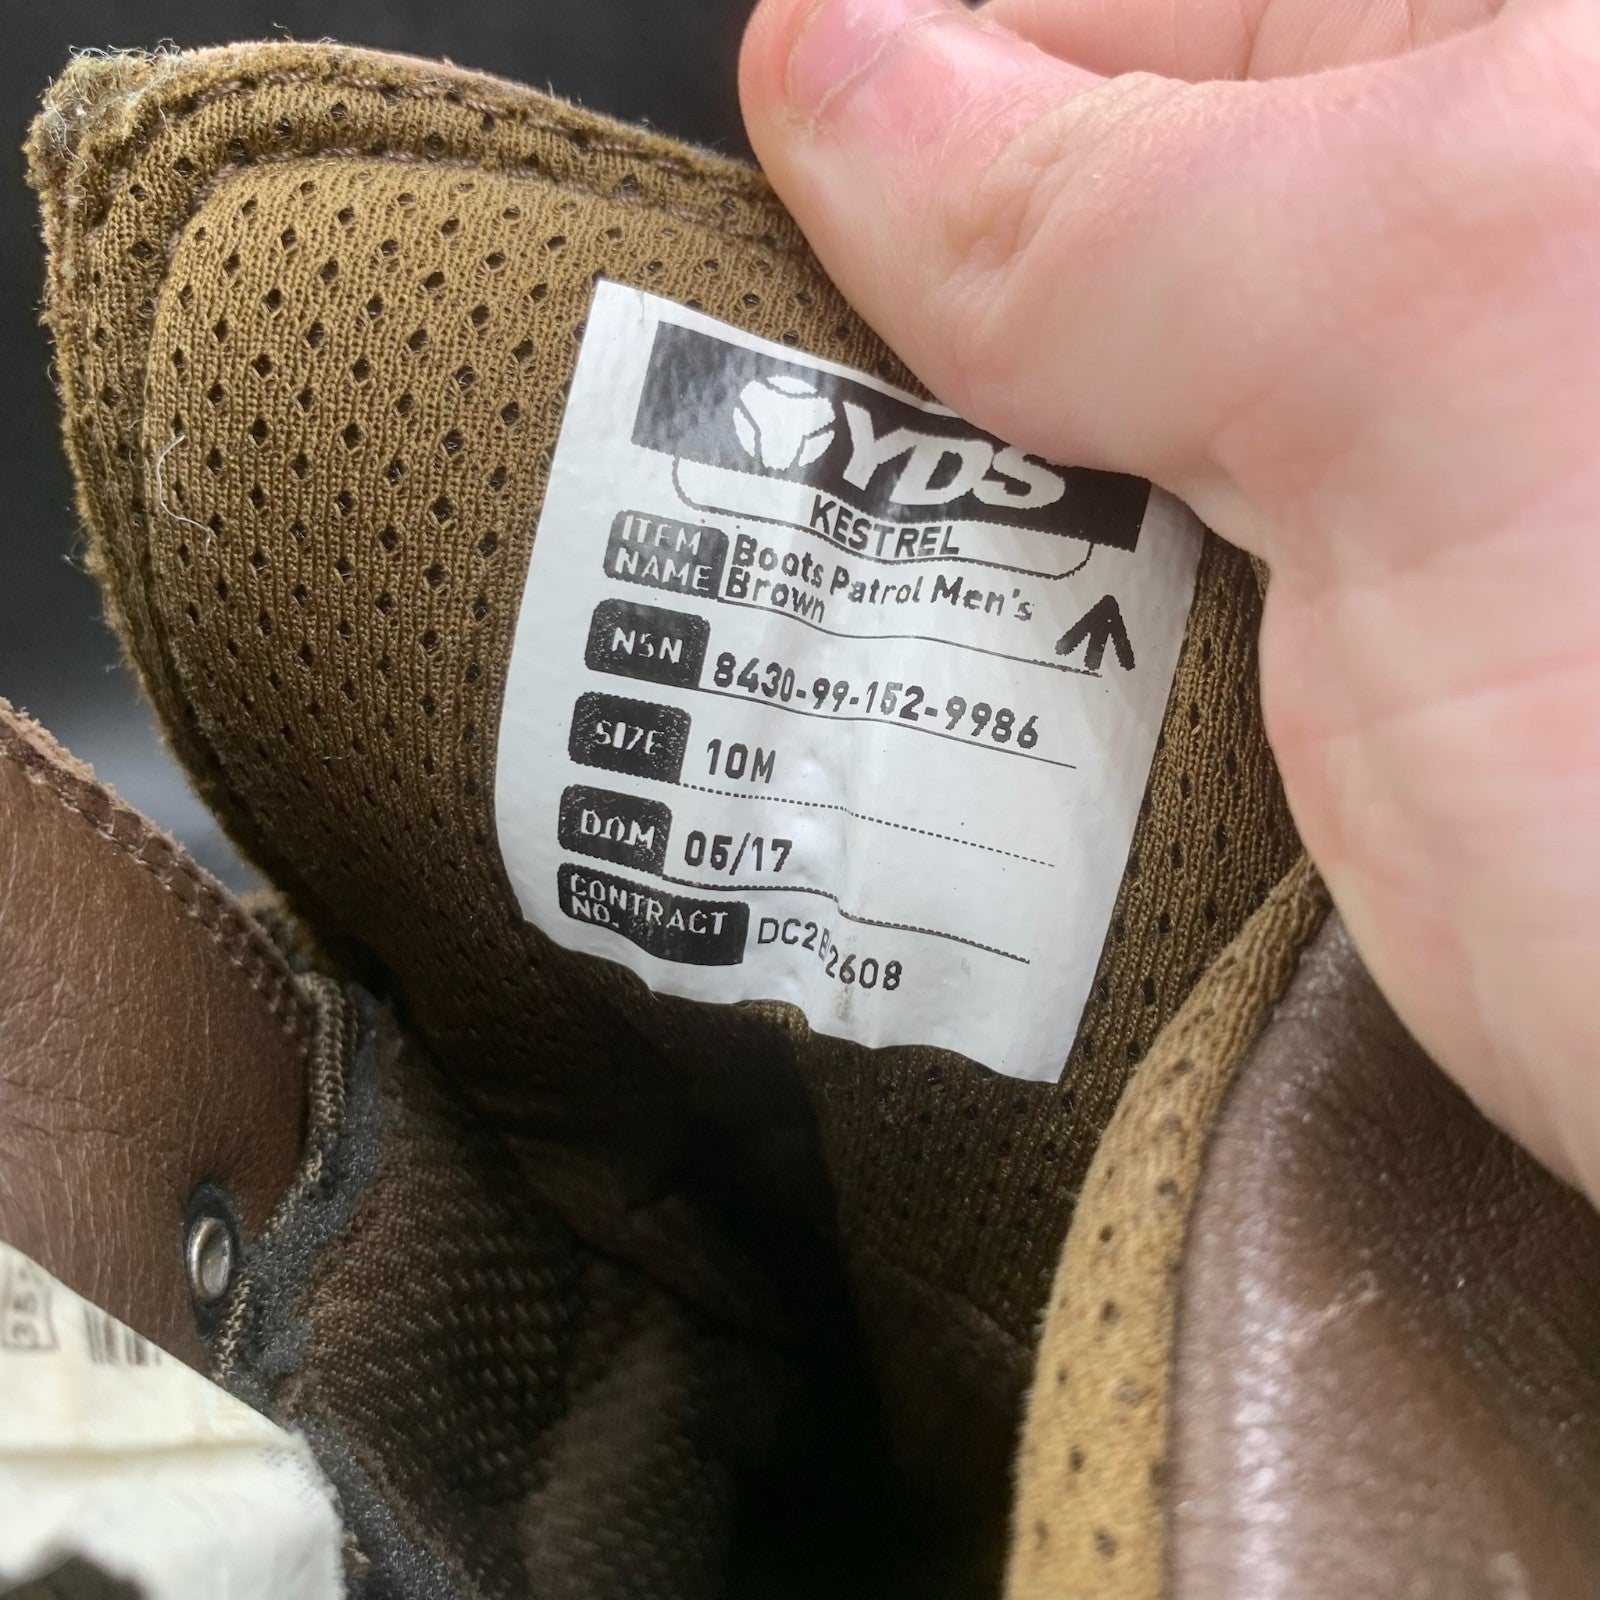 YDS
KESTREL
ITEM NAME Boots Patrol Men's
Brown
NSN 8430-99-152-9986
SIZE 10M
DOM 05/17
CONTRACT NO. DC2B2608